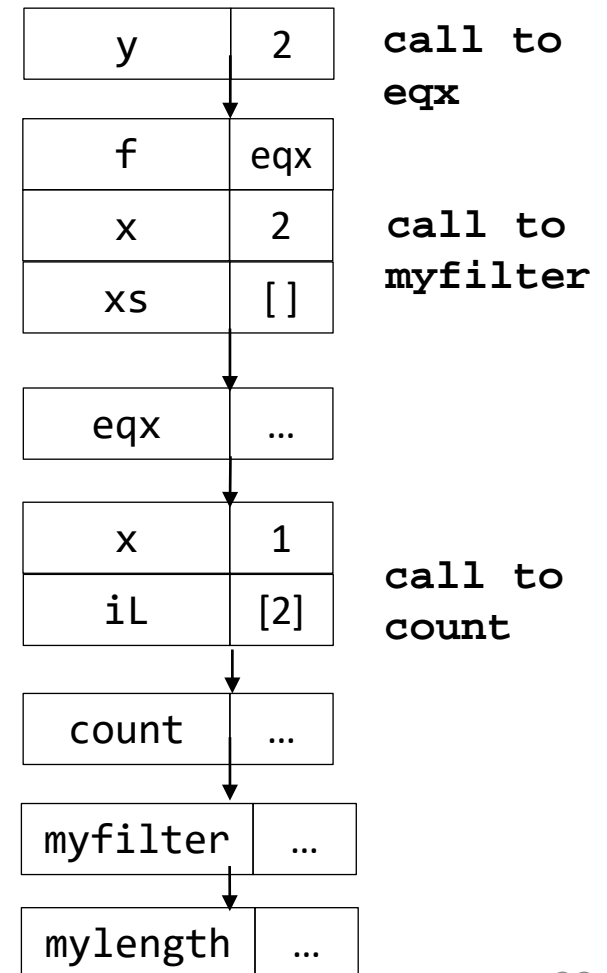 y 2 call to
eqx
f eqx
x 2 call to
myfilter
xs []
eqx …
x 1
call to
iL [2]
count
count …
myfilter …
mylength …